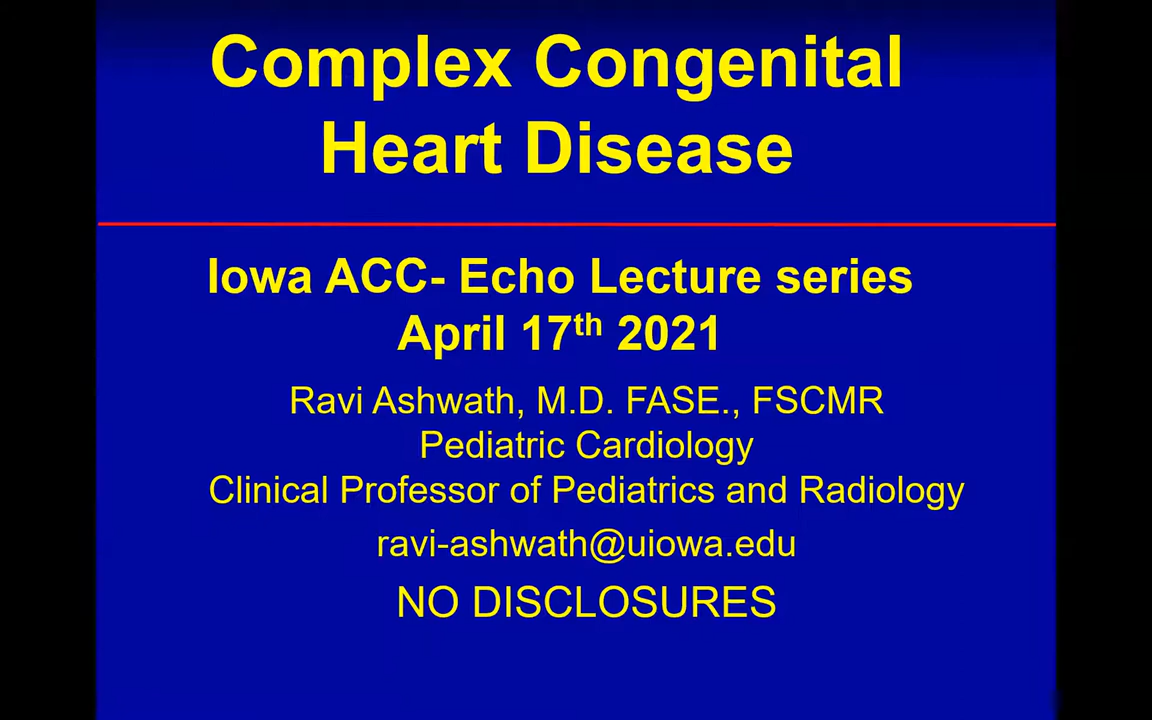 Complex Congenital
Heart Disease
Iowa ACC- Echo Lecture series
April 17th 2021
Ravi Ashwath, M.D. FASE., FSCMR
Pediatric Cardiology
Clinical Professor of Pediatrics and Radiology
ravi-ashwath@uiowa.edu
NO DISCLOSURES